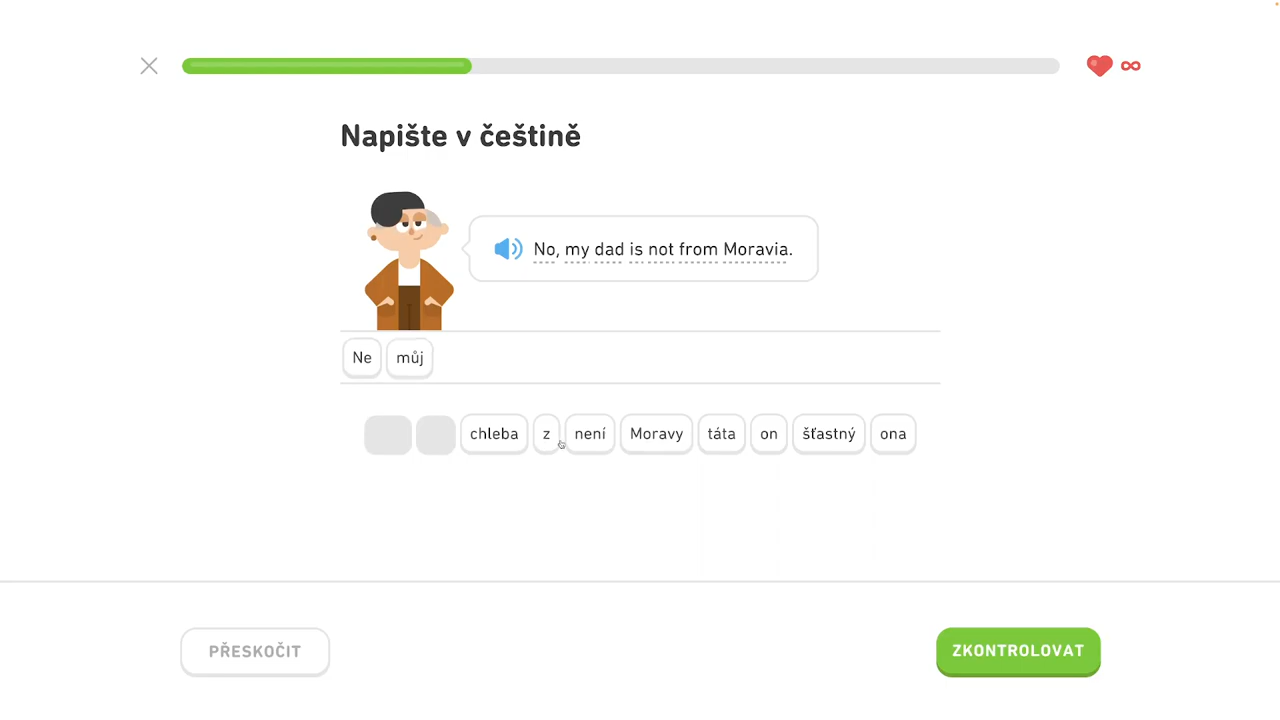 Napište v češtině
No, my dad is not from Moravia.
Ne můj
chleba z není Moravy táta on šťastný ona
PŘESKOČIT ZKONTROLOVAT